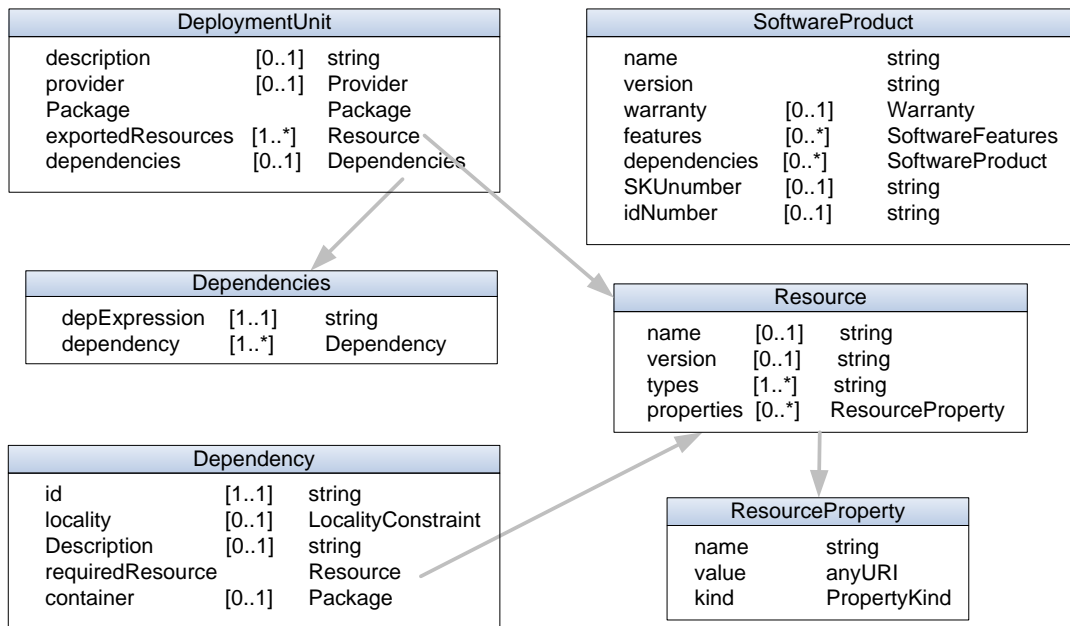 DeploymentUnit
description [0..1] string
provider [0..1] Provider
Package Package
exportedResources [1..*] Resource
dependencies [0..1] Dependencies
SoftwareProduct
name string
version string
warranty [0..1] Warranty
features [0..*] SoftwareFeatures
dependencies [0..*] SoftwareProduct
SKUnumber [0..1] string
idNumber [0..1] string
Dependencies
depExpression [1..1] string
dependency [1..*] Dependency
Resource
name [0..1] string
version [0..1] string
types [1..*] string
properties [0..*] ResourceProperty
Dependency
id [1..1] string
locality [0..1] LocalityConstraint
Description [0..1] string
requiredResource Resource
container [0..1] Package
ResourceProperty
name string
value anyURI
kind PropertyKind